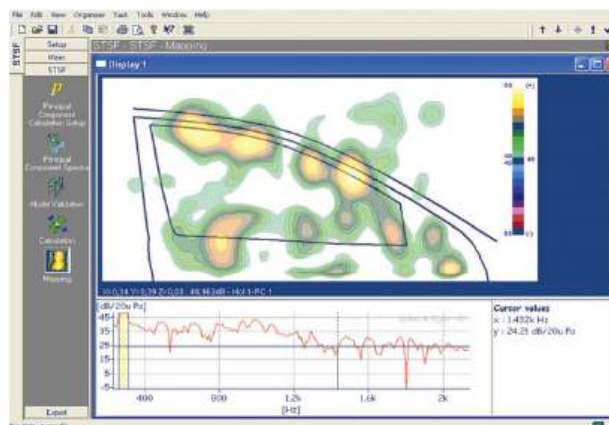 File Edit View Organiser Task Tools Window Help
STSF - STSF - Mapping
Setup
Meas
STSF
STSF
Display 1
Principal
Component
Calculation Setup
Principal
Component Spectra
Model Validation
Calculation
Mapping
Export
(+)
dB
(-)
[dB/20u Pa]
45
35
25
15
5
-5
400
800
1.2k
1.6k
2k
[Hz]
Cursor values
x : 1.432k Hz
y : 24.21 dB/20u Pa